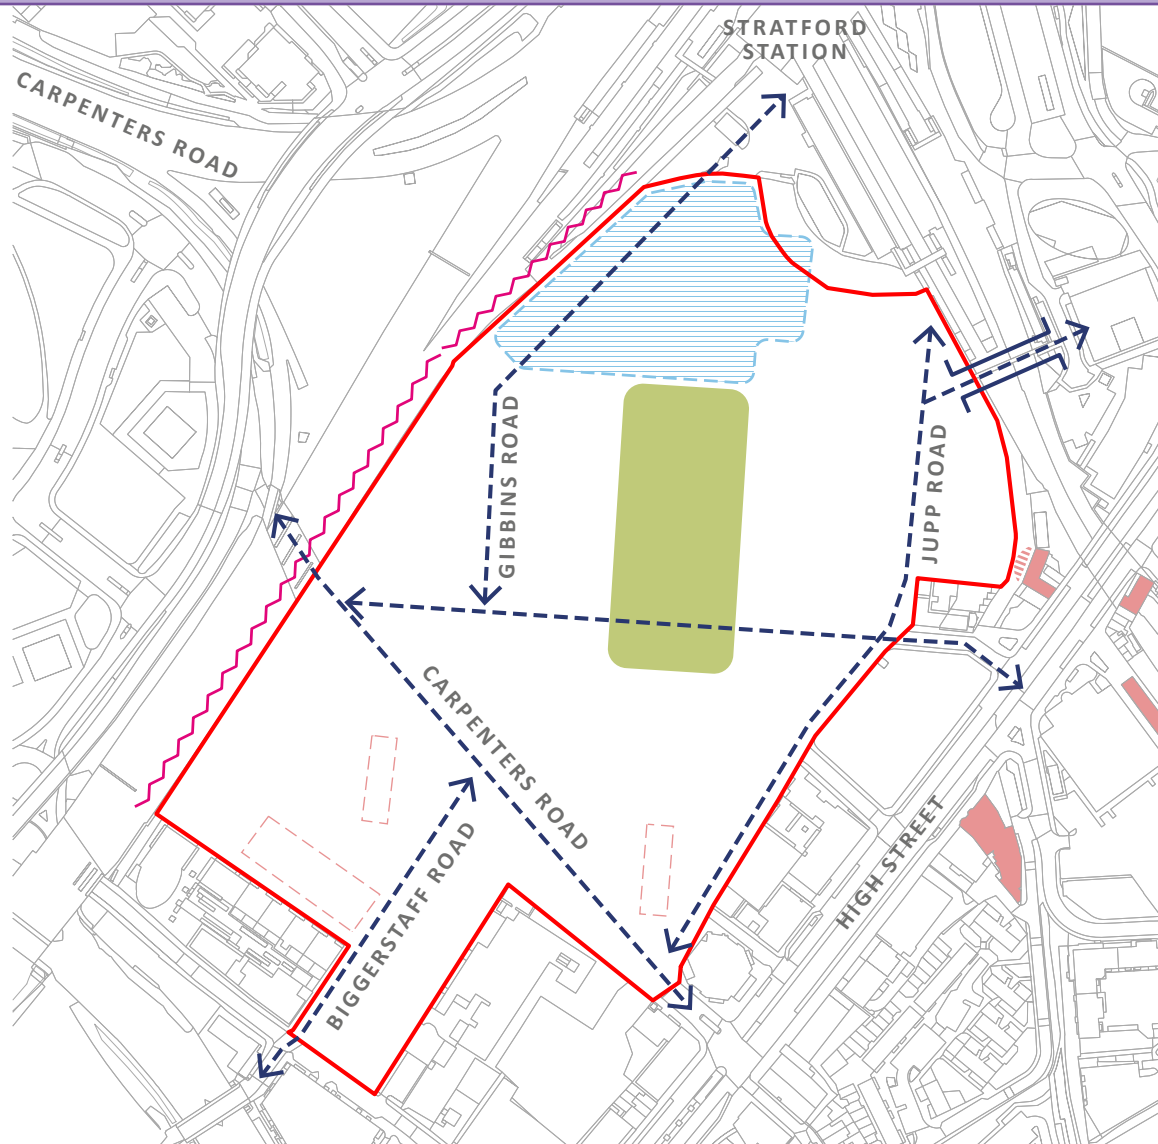 STRATFORD
STATION
CARPENTERS ROAD
GIBBINS ROAD
JUPP ROAD
CARPENTERS ROAD
HIGH STREET
BIGGERSTAFF ROAD